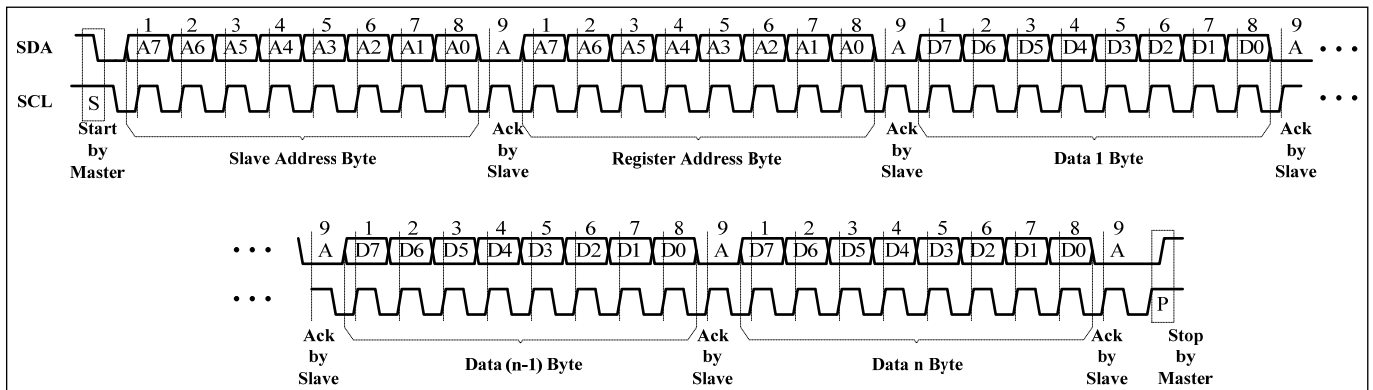 1 2 3 4 5 6 7 8 9 1 2 3 4 5 6 7 8 9 1 2 3 4 5 6 7 8 9
SDA A7 A6 A5 A4 A3 A2 A1 A0 A A7 A6 A5 A4 A3 A2 A1 A0 A D7 D6 D5 D4 D3 D2 D1 D0 A • • •
SCL S • • •
Start by Master
Slave Address Byte
Ack by Slave
Register Address Byte
Ack by Slave
Data 1 Byte
Ack by Slave
9 1 2 3 4 5 6 7 8 9 1 2 3 4 5 6 7 8 9
• • • A D7 D6 D5 D4 D3 D2 D1 D0 A D7 D6 D5 D4 D3 D2 D1 D0 A
• • • P
Ack by Slave
Data (n-1) Byte
Ack by Slave
Data n Byte
Ack by Slave
Stop by Master